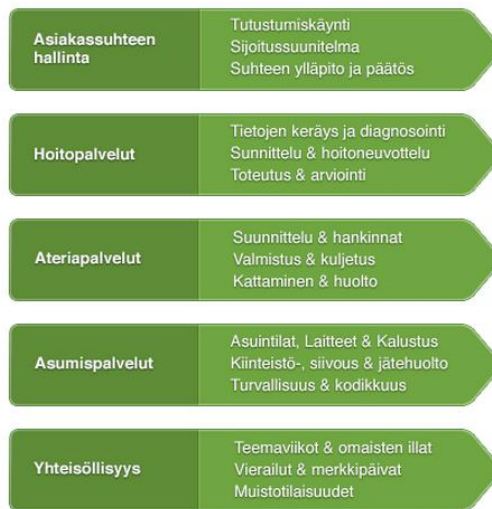 Asiakassuhteen
hallinta
Tutustumiskäynti
Sijoitussuunitelma
Suhteen ylläpito ja päätös
Hoitopalvelut
Tietojen keräys ja diagnosointi
Sunnittelu & hoitoneuvottelu
Toteutus & arviointi
Ateriapalvelut
Suunnittelu & hankinnat
Valmistus & kuljetus
Kattaminen & huolto
Asumispalvelut
Asuintilat, Laitteet & Kalustus
Kiinteistö-, siivous & jätehuolto
Turvallisuus & kodikkuus
Yhteisöllisyys
Teemaviikot & omaisten illat
Vierailut & merkkipäivat
Muistotilaisuudet